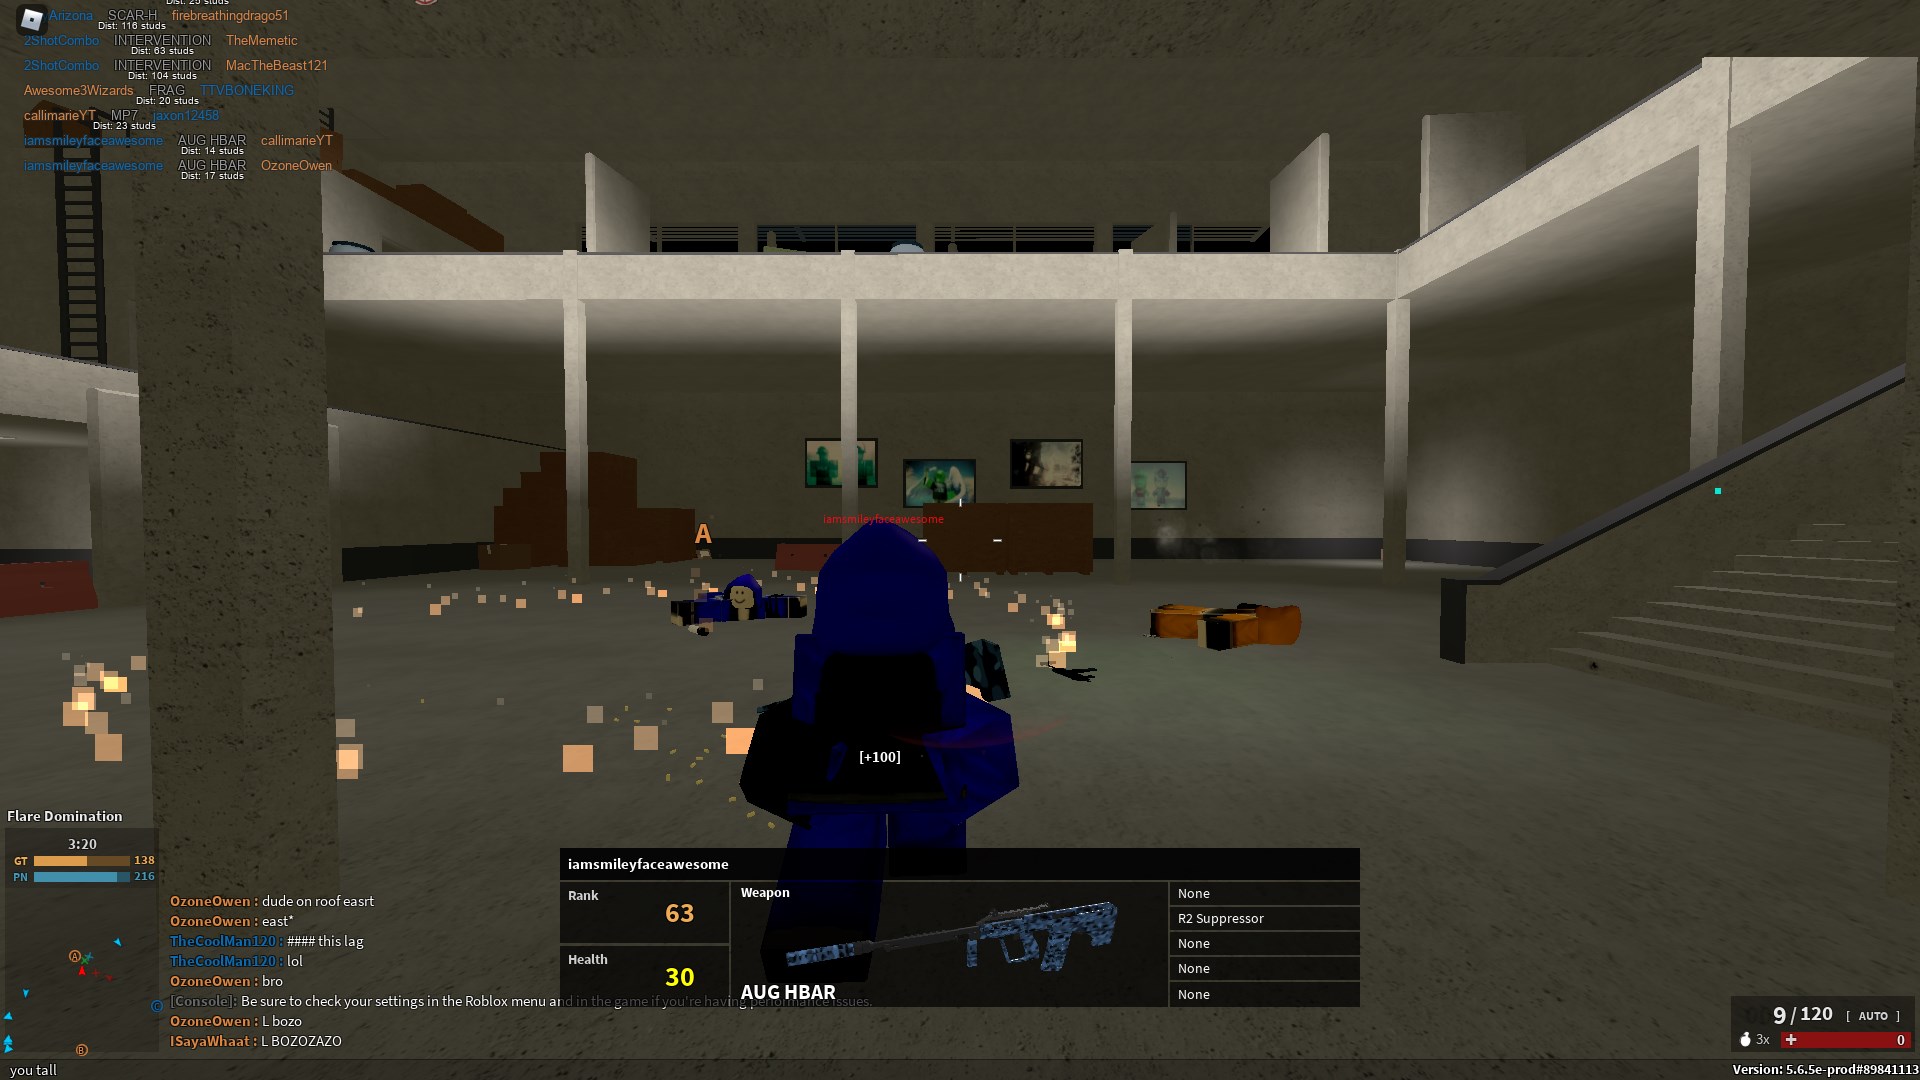 Dist: 25 studs
Arizona SCAR-H firebreathingdrago51
Dist: 116 studs
2ShotCombo INTERVENTION TheMemetic
Dist: 63 studs
2ShotCombo INTERVENTION MacTheBeast121
Dist: 104 studs
Awesome3Wizards FRAG TTVBONEKING
Dist: 20 studs
callimarieYT MP7 jaxon12458
Dist: 23 studs
iamsmileyfaceawesome AUG HBAR callimarieYT
Dist: 14 studs
iamsmileyfaceawesome AUG HBAR OzoneOwen
Dist: 17 studs
iamsmileyfaceawesome
A
[+100]
Flare Domination
3:20
GT 138
PN 216
A
C
B
OzoneOwen : dude on roof easrt
OzoneOwen : east*
TheCoolMan120 : #### this lag
TheCoolMan120 : lol
OzoneOwen : bro
[Console]: Be sure to check your settings in the Roblox menu and in the game if you're having performance issues.
OzoneOwen : L bozo
ISayaWhaat : L BOZOZAZO
you tall
iamsmileyfaceawesome
Rank
63
Health
30
Weapon
AUG HBAR
None
R2 Suppressor
None
None
None
9/120 [ AUTO ]
3x
0
Version: 5.6.5e-prod#89841113